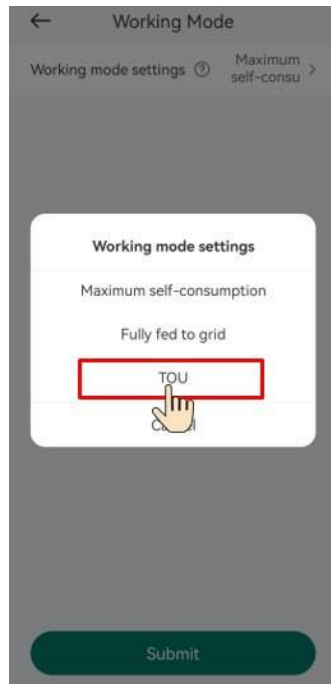 Working Mode
Working mode settings ? Maximum
self-consu >
Working mode settings
Maximum self-consumption
Fully fed to grid
TOU
Submit